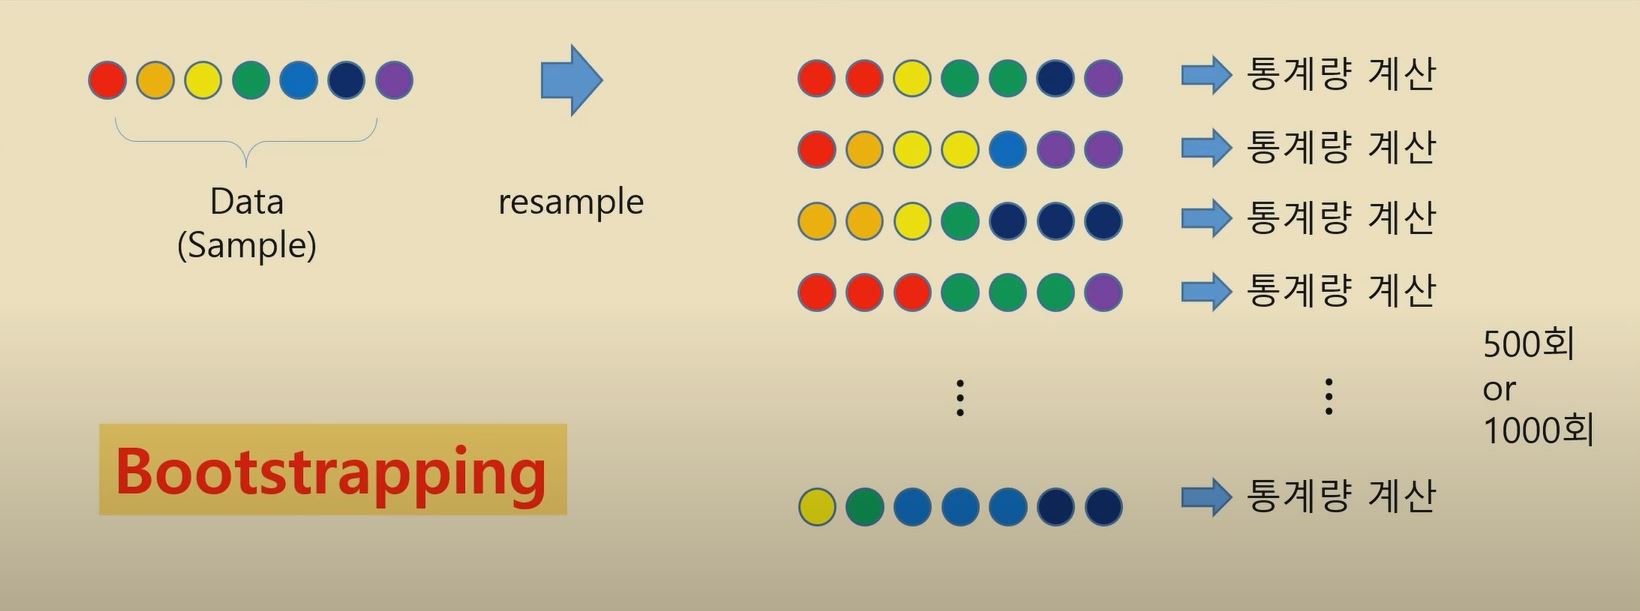 Data
(Sample)
resample
Bootstrapping
통계량 계산
통계량 계산
통계량 계산
통계량 계산
통계량 계산
500회
or
1000회